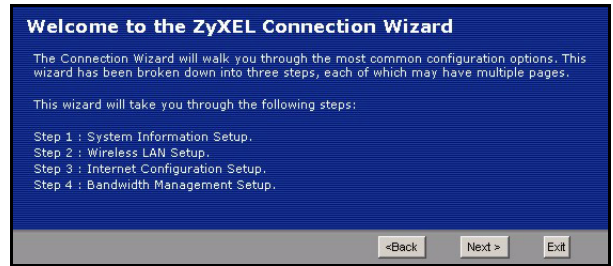 Welcome to the ZyXEL Connection Wizard
The Connection Wizard will walk you through the most common configuration options. This
wizard has been broken down into three steps, each of which may have multiple pages.
This wizard will take you through the following steps:
Step 1 : System Information Setup.
Step 2 : Wireless LAN Setup.
Step 3 : Internet Configuration Setup.
Step 4 : Bandwidth Management Setup.
<Back Next > Exit